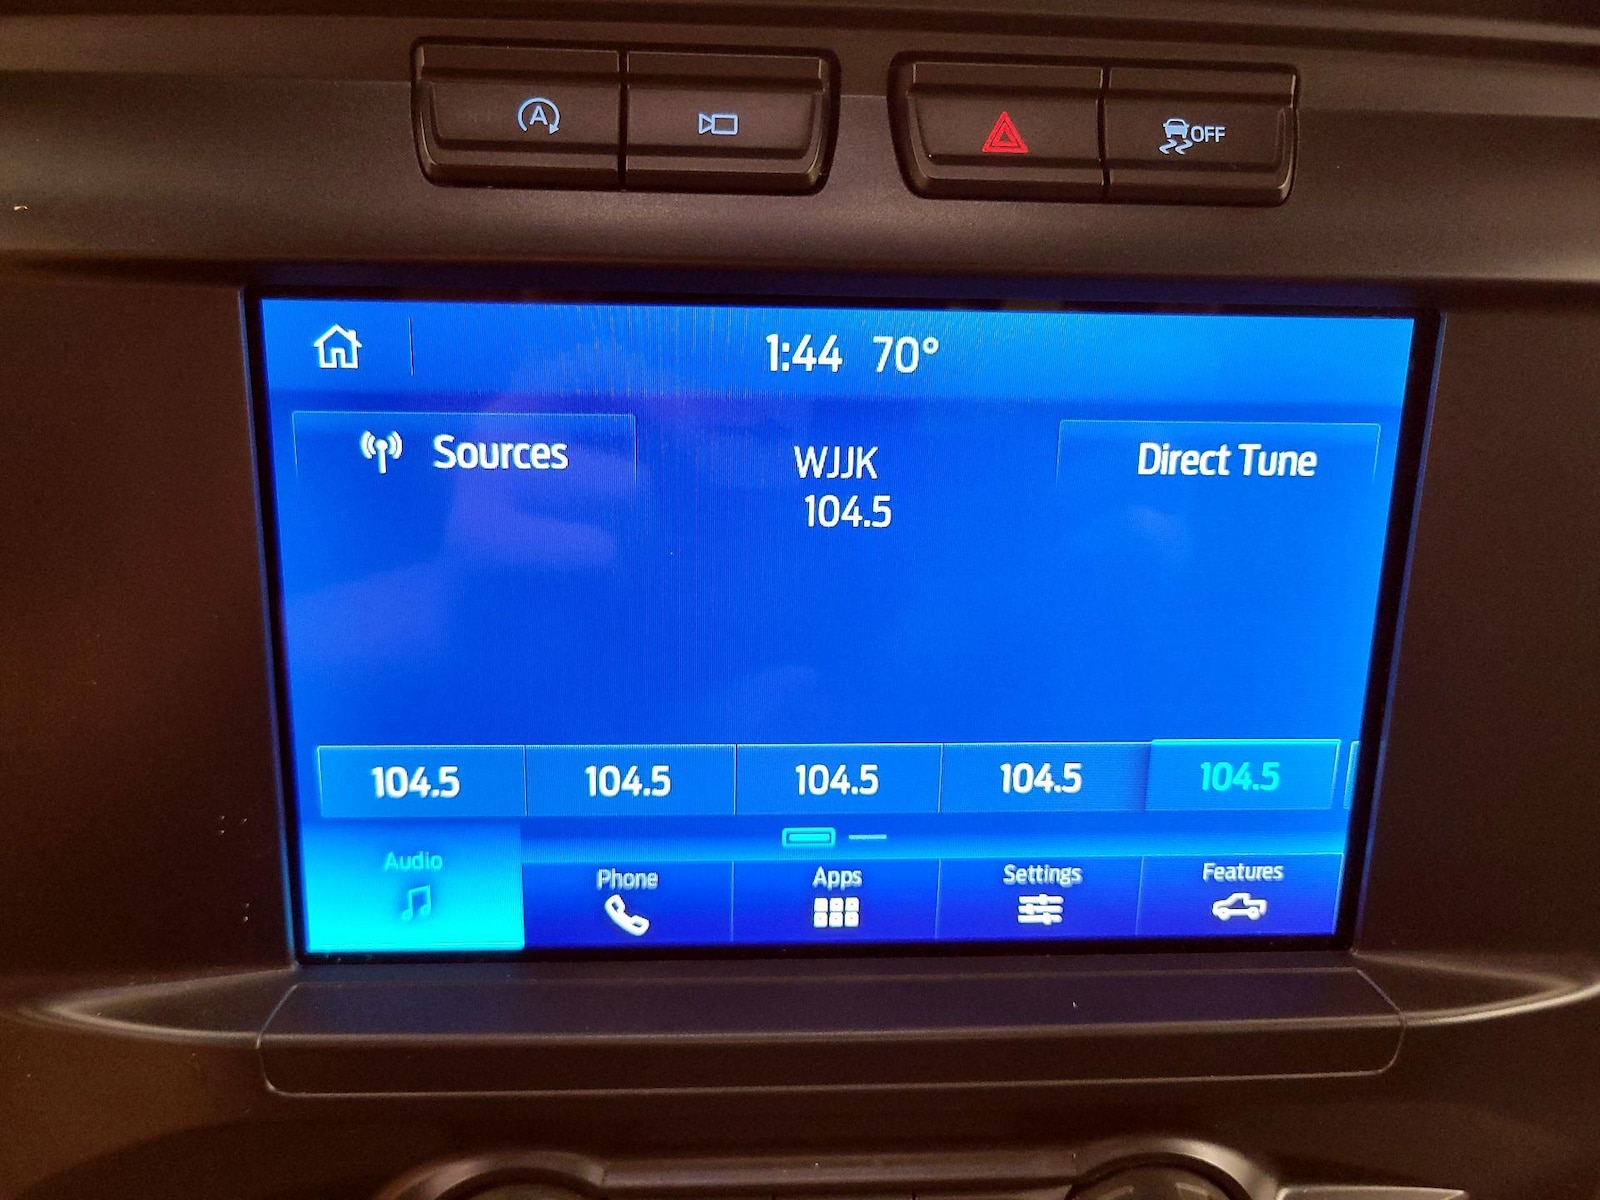 A
OFF
1:44 70°
Sources
WJJK
104.5
Direct Tune
104.5 104.5 104.5 104.5 104.5
Audio Phone Apps Settings Features